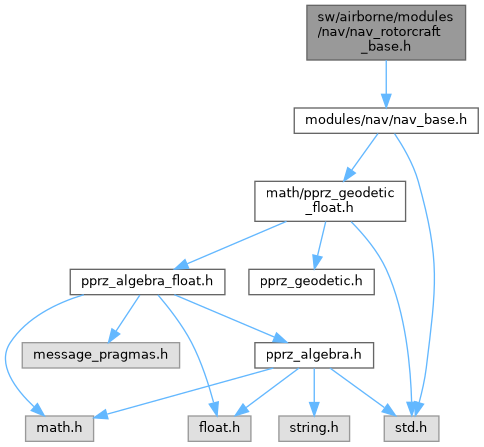 sw/airborne/modules
/nav/nav_rotorcraft
_base.h
modules/nav/nav_base.h
math/pprz_geodetic
_float.h
pprz_algebra_float.h
pprz_geodetic.h
message_pragmas.h
pprz_algebra.h
math.h
float.h
string.h
std.h